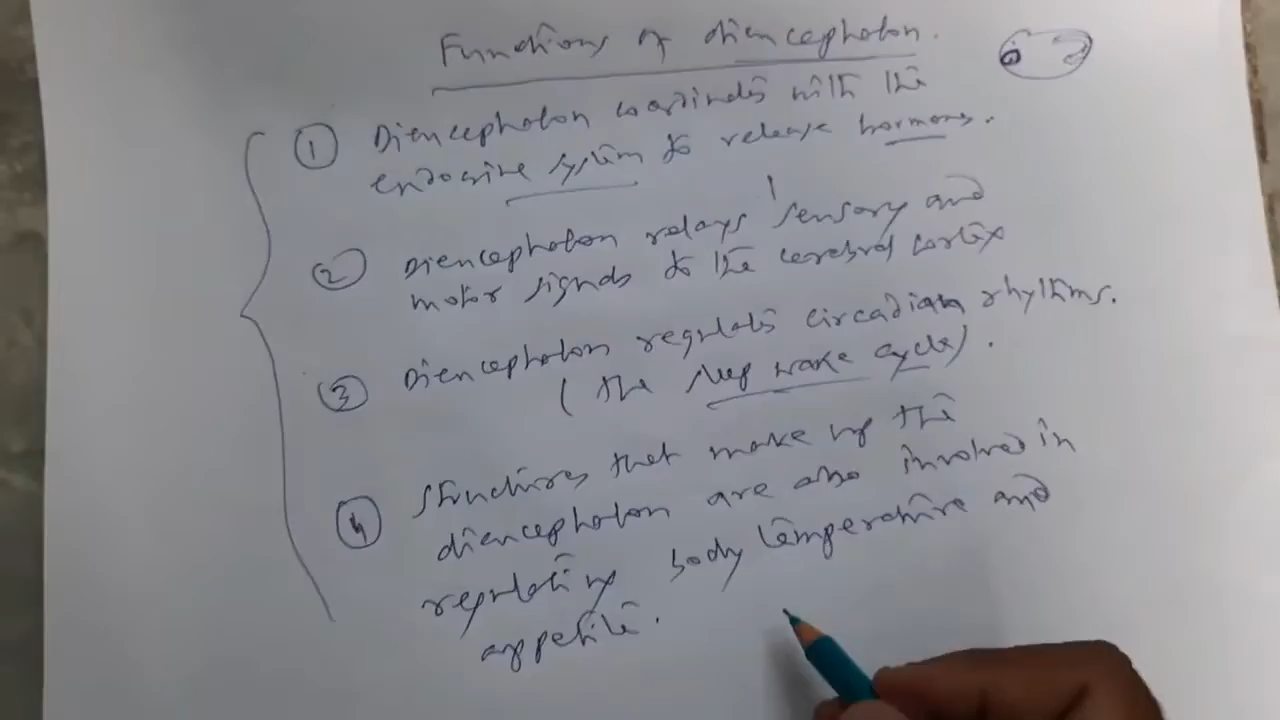 Functions of diencephalon.
① Diencephalon coordinates with the
endocrine system to release hormones.
② Diencephalon relays sensory and
motor signals to the cerebral cortex
③ Diencephalon regulates circadian rhythms.
( the sleep wake cycle) .
④ Structures that make up the
diencephalon are also involved in
regulating body temperature and
appetite.